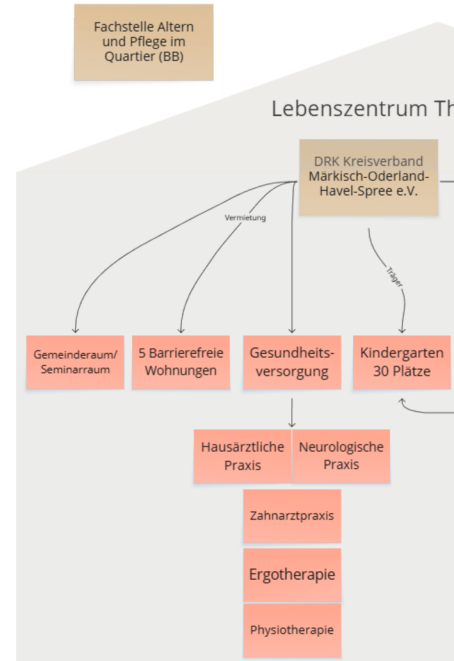 Fachstelle Altern
und Pflege im
Quartier (BB)
Lebenszentrum Th
DRK Kreisverband
Märkisch-Oderland-
Havel-Spree e.V.
Vermietung
Träger
Gemeinderaum/
Seminarraum
5 Barrierefreie
Wohnungen
Gesundheits-
versorgung
Kindergarten
30 Plätze
Hausärztliche
Praxis
Neurologische
Praxis
Zahnarztpraxis
Ergotherapie
Physiotherapie